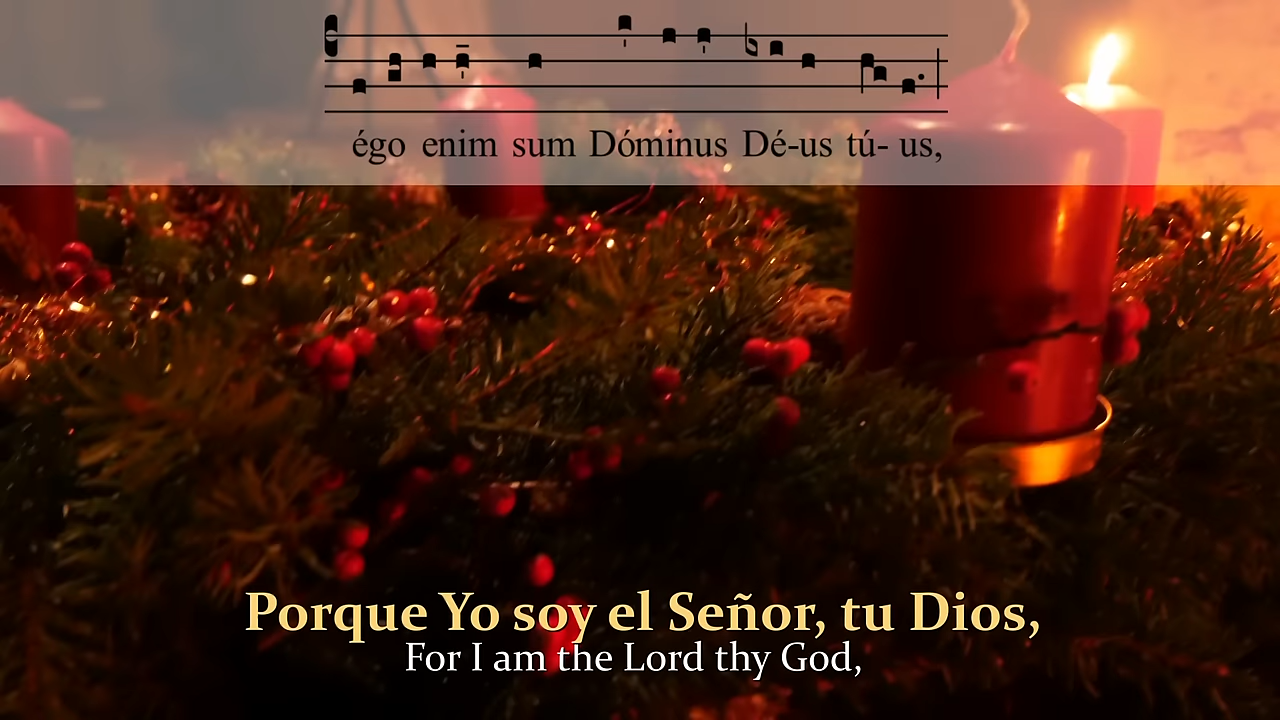 égo enim sum Dóminus Dé-us tú- us,
Porque Yo soy el Señor, tu Dios,
For I am the Lord thy God,